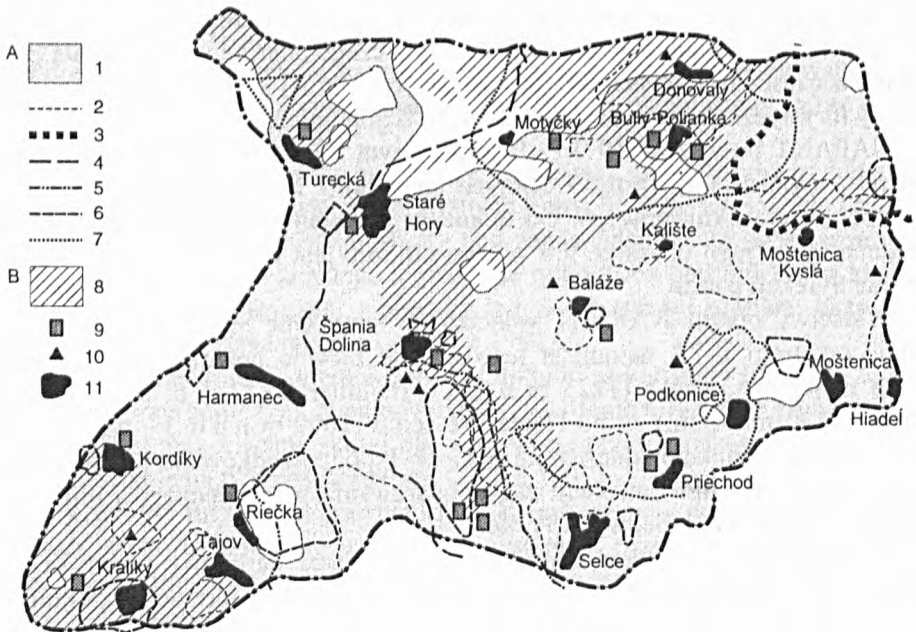 A
1
2
3
4
5
6
7
B
8
9
10
11
Donovaly
Motyčky
Bully-Polianka
Turecká
Staré
Hory
Kalište
Moštenica
Kyslá
Baláže
Špania
Dolina
Harmanec
Podkonice
Moštenica
Hiadeľ
Kordíky
Priechod
Riečka
Tajov
Selce
Králiky